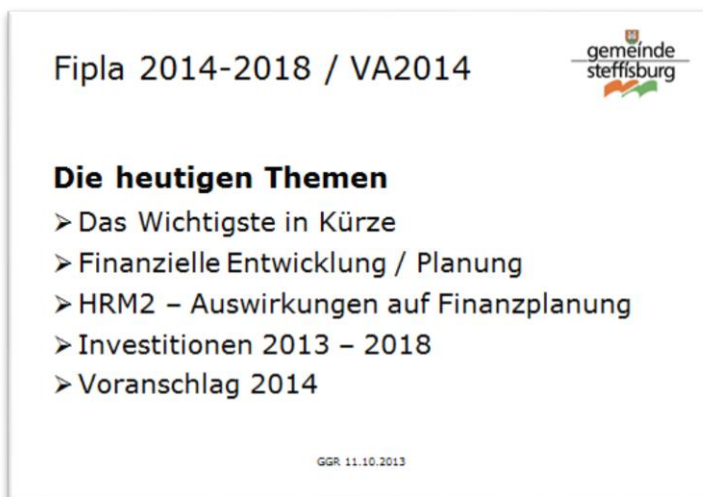 Fipla 2014-2018 / VA2014
gemeinde
steffisburg
Die heutigen Themen
➢ Das Wichtigste in Kürze
➢ Finanzielle Entwicklung / Planung
➢ HRM2 – Auswirkungen auf Finanzplanung
➢ Investitionen 2013 – 2018
➢ Voranschlag 2014
GGR 11.10.2013